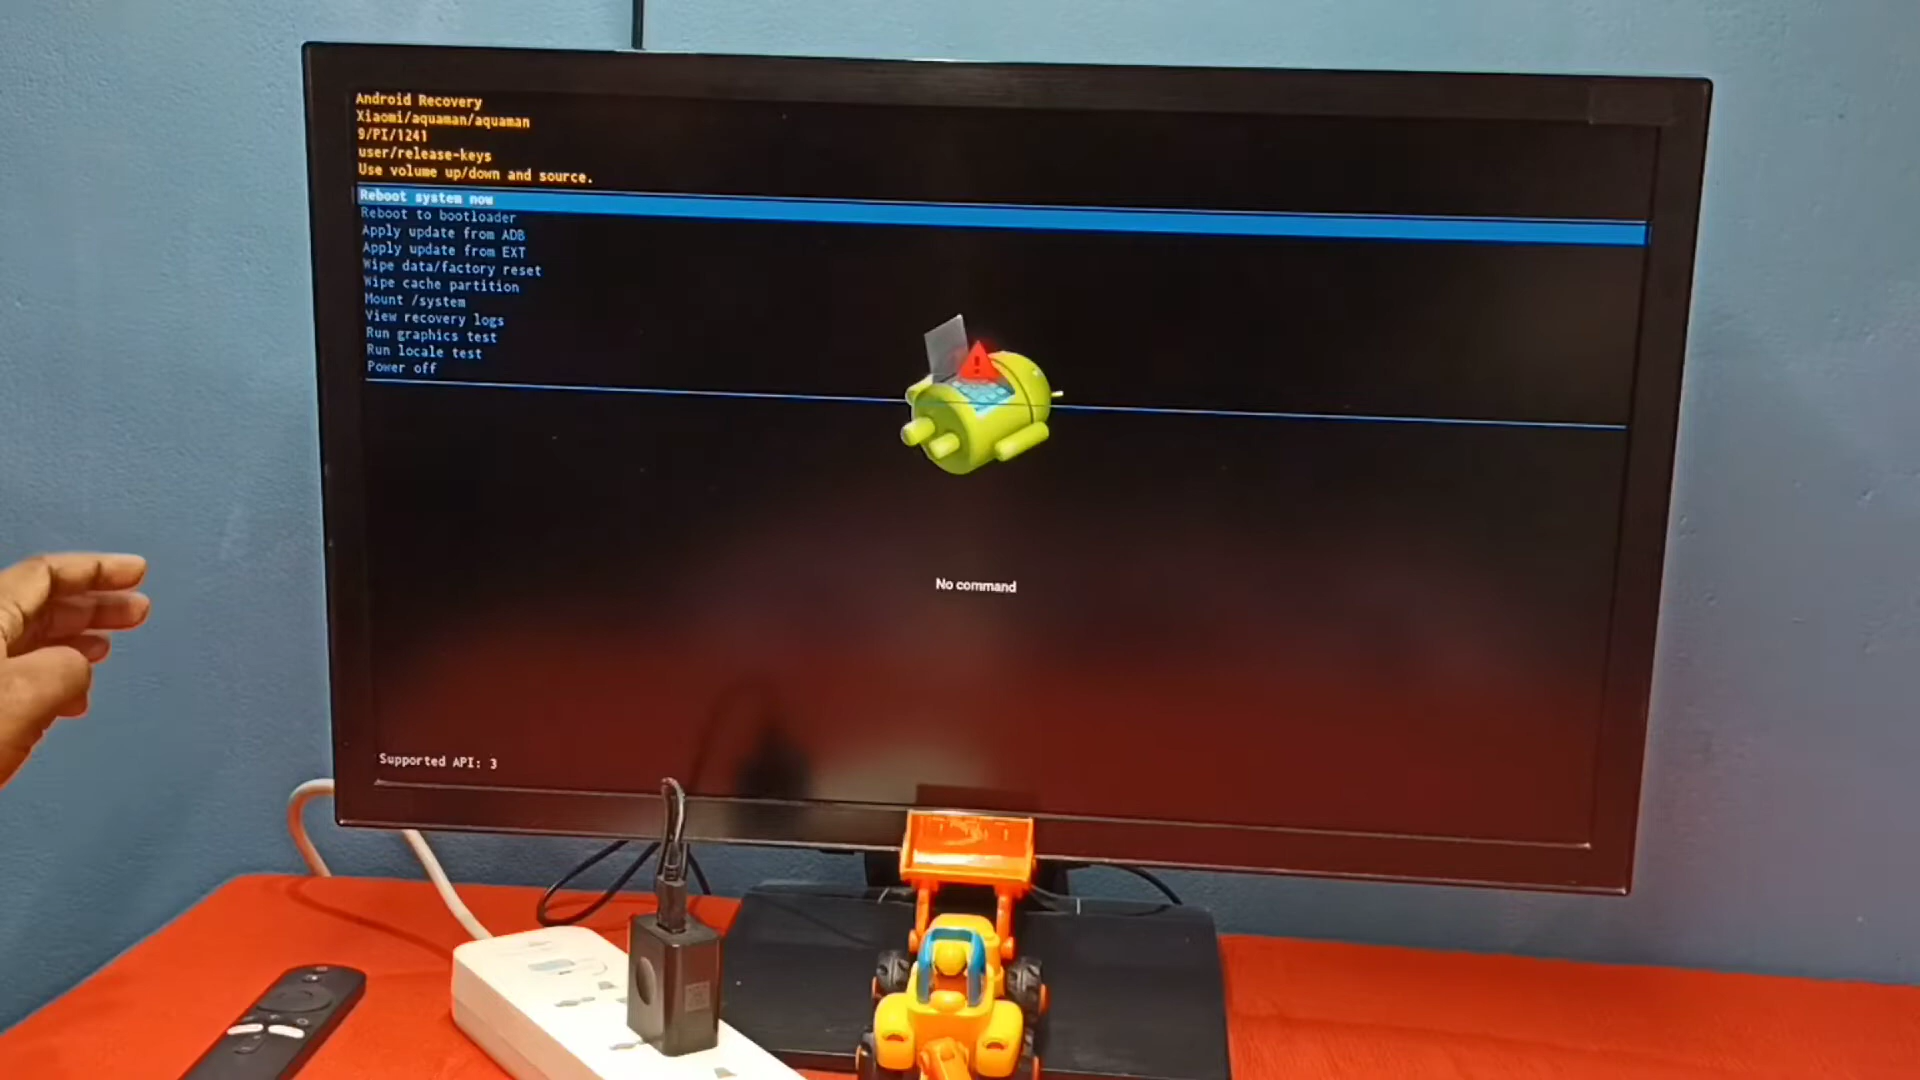 Android Recovery
Xiaomi/aquaman/aquaman
9/PI/1241
user/release-keys
Use volume up/down and source.
Reboot system now
Reboot to bootloader
Apply update from ADB
Apply update from EXT
Wipe data/factory reset
Wipe cache partition
Mount /system
View recovery logs
Run graphics test
Run locale test
Power off
No command
Supported API: 3